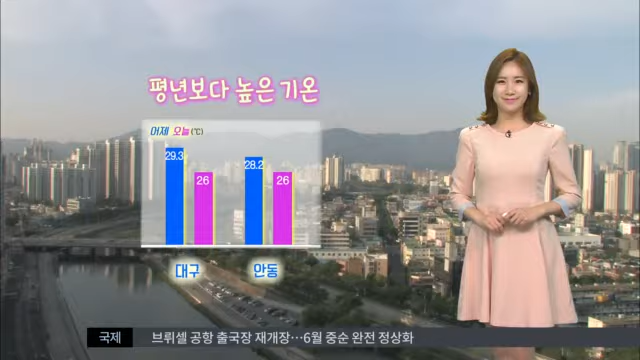 평년보다 높은 기온
어제 오늘 (℃)
29.3 26 28.2 26
대구 안동
국제 브뤼셀 공항 출국장 재개장…6월 중순 완전 정상화